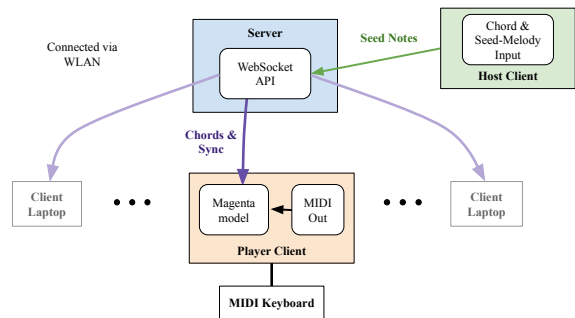 Connected via
WLAN
Server
WebSocket
API
Seed Notes
Chord &
Seed-Melody
Input
Host Client
Chords &
Sync
Client
Laptop
• • •
Magenta
model
MIDI
Out
Player Client
• • •
Client
Laptop
MIDI Keyboard